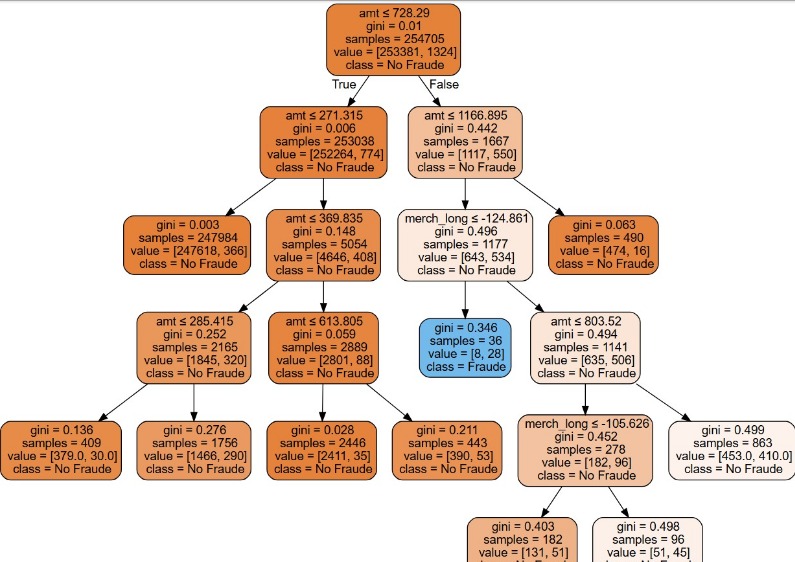 amt ≤ 728.29
gini = 0.01
samples = 254705
value = [253381, 1324]
class = No Fraude
True
False
amt ≤ 271.315
gini = 0.006
samples = 253038
value = [252264, 774]
class = No Fraude
amt ≤ 1166.895
gini = 0.442
samples = 1667
value = [1117, 550]
class = No Fraude
gini = 0.003
samples = 247984
value = [247618, 366]
class = No Fraude
amt ≤ 369.835
gini = 0.148
samples = 5054
value = [4646, 408]
class = No Fraude
merch_long ≤ -124.861
gini = 0.496
samples = 1177
value = [643, 534]
class = No Fraude
gini = 0.063
samples = 490
value = [474, 16]
class = No Fraude
amt ≤ 285.415
gini = 0.252
samples = 2165
value = [1845, 320]
class = No Fraude
amt ≤ 613.805
gini = 0.059
samples = 2889
value = [2801, 88]
class = No Fraude
gini = 0.346
samples = 36
value = [8, 28]
class = Fraude
amt ≤ 803.52
gini = 0.494
samples = 1141
value = [635, 506]
class = No Fraude
gini = 0.136
samples = 409
value = [379.0, 30.0]
class = No Fraude
gini = 0.276
samples = 1756
value = [1466, 290]
class = No Fraude
gini = 0.028
samples = 2446
value = [2411, 35]
class = No Fraude
gini = 0.211
samples = 443
value = [390, 53]
class = No Fraude
merch_long ≤ -105.626
gini = 0.452
samples = 278
value = [182, 96]
class = No Fraude
gini = 0.499
samples = 863
value = [453.0, 410.0]
class = No Fraude
gini = 0.403
samples = 182
value = [131, 51]
gini = 0.498
samples = 96
value = [51, 45]